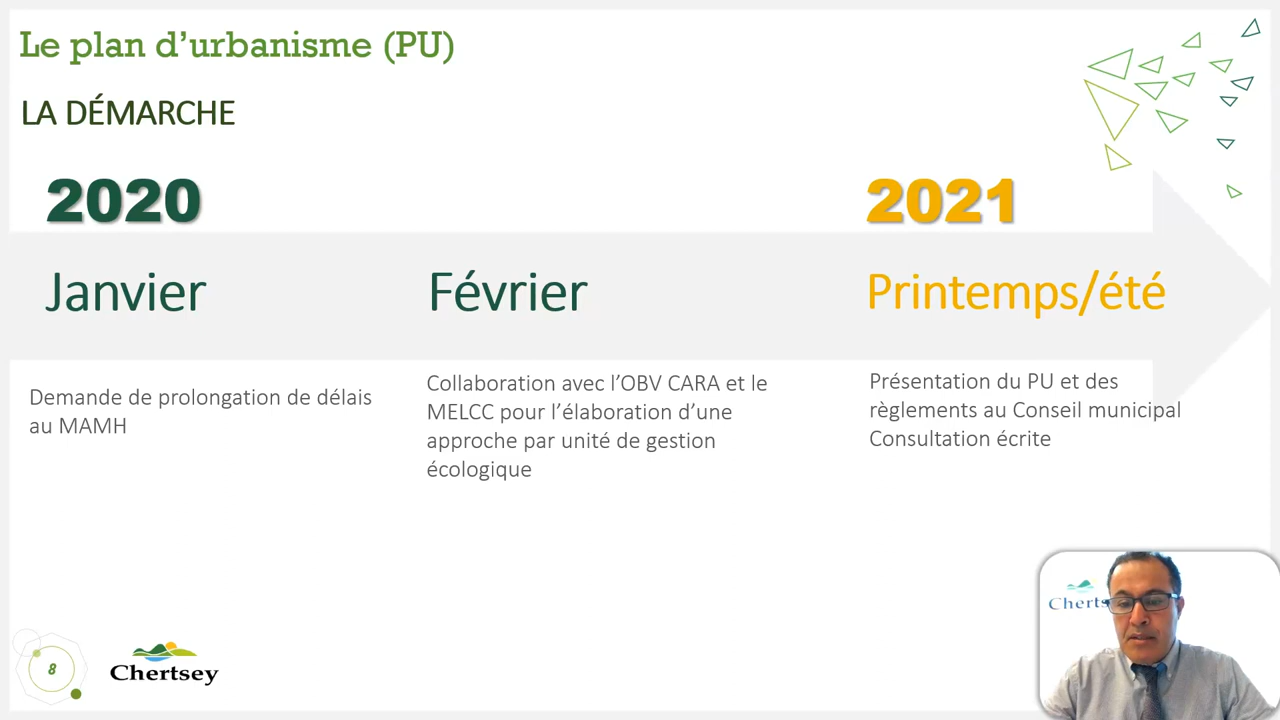 Le plan d’urbanisme (PU)
LA DÉMARCHE
2020
2021
Janvier
Février
Printemps/été
Demande de prolongation de délais
au MAMH
Collaboration avec l’OBV CARA et le
MELCC pour l’élaboration d’une
approche par unité de gestion
écologique
Présentation du PU et des
règlements au Conseil municipal
Consultation écrite
8
Chertsey
Cherts